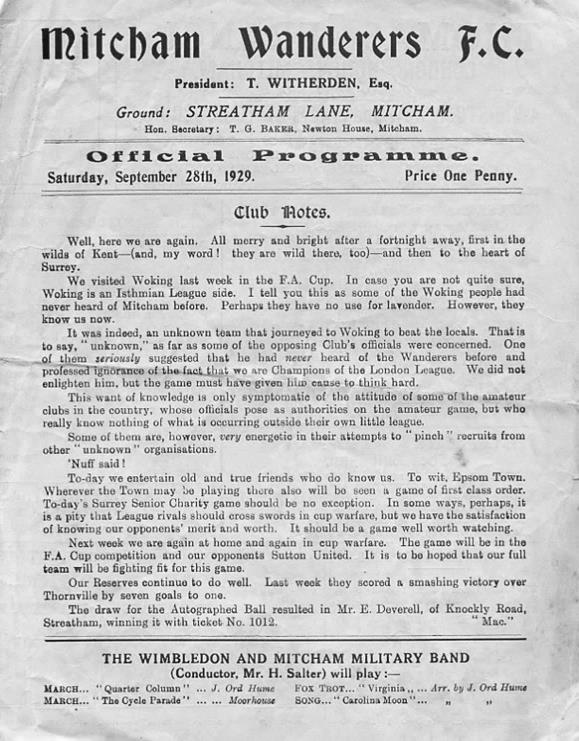 Mitcham Wanderers F.C.
President: T. WITHERDEN, Esq.
Ground: STREATHAM LANE, MITCHAM.
Hon. Secretary: T. G. BAKER, Newton House, Mitcham.
Official Programme.
Saturday, September 28th, 1929. Price One Penny.
Club Notes.
Well, here we are again. All merry and bright after a fortnight away, first in the
wilds of Kent—(and, my word! they are wild there, too)—and then to the heart of
Surrey.
We visited Woking last week in the F.A. Cup. In case you are not quite sure,
Woking is an Isthmian League side. I tell you this as some of the Woking people had
never heard of Mitcham before. Perhaps they have no use for lavender. However, they
know us now.
It was indeed, an unknown team that journeyed to Woking to beat the locals. That is
to say, "unknown," as far as some of the opposing Club's officials were concerned. One
of them seriously suggested that he had never heard of the Wanderers before and
professed ignorance of the fact that we are Champions of the London League. We did not
enlighten him, but the game must have given him cause to think hard.
This want of knowledge is only symptomatic of the attitude of some of the amateur
clubs in the country, whose officials pose as authorities on the amateur game, but who
really know nothing of what is occurring outside their own little league.
Some of them are, however, very energetic in their attempts to "pinch" recruits from
other "unknown" organisations.
'Nuff said!
To-day we entertain old and true friends who do know us. To wit, Epsom Town.
Wherever the Town may be playing there also will be seen a game of first class order.
To-day's Surrey Senior Charity game should be no exception. In some ways, perhaps, it
is a pity that League rivals should cross swords in cup warfare, but we have the satisfaction
of knowing our opponents' merit and worth. It should be a game well worth watching.
Next week we are again at home and again in cup warfare. The game will be in the
F.A. Cup competition and our opponents Sutton United. It is to be hoped that our full
team will be fighting fit for this game.
Our Reserves continue to do well. Last week they scored a smashing victory over
Thornville by seven goals to one.
The draw for the Autographed Ball resulted in Mr. E. Deverell, of Knockly Road,
Streatham, winning it with ticket No. 1012. "Mac."
THE WIMBLEDON AND MITCHAM MILITARY BAND
(Conductor, Mr. H. Salter) will play :—
MARCH... "Quarter Column" ... J. Ord Hume FOX TROT... "Virginia,, ... Arr. by J. Ord Hume
MARCH... "The Cycle Parade" ... ... Moorhouse SONG... "Carolina Moon"... „ „